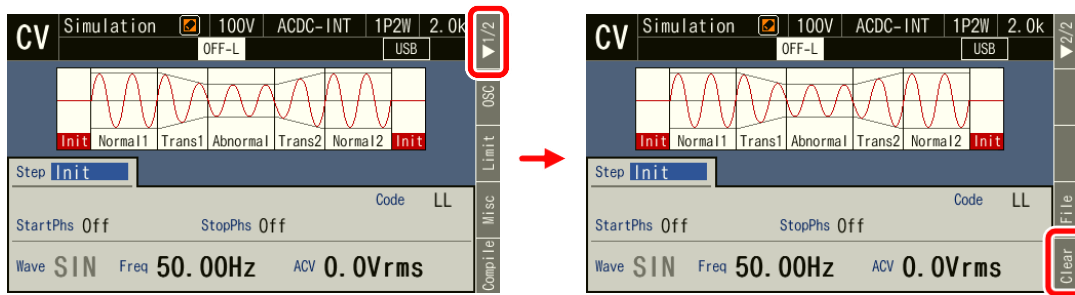 CV Simulation 100V ACDC-INT 1P2W 2.0k
OFF-L USB
▼1/2
OSC
Limit
Misc
Compile
Init Normal1 Trans1 Abnormal Trans2 Normal2 Init
Step Init
Code LL
StartPhs Off StopPhs Off
Wave SIN Freq 50.00Hz ACV 0.0Vrms
CV Simulation 100V ACDC-INT 1P2W 2.0k
OFF-L USB
▼2/2
File
Clear
Init Normal1 Trans1 Abnormal Trans2 Normal2 Init
Step Init
Code LL
StartPhs Off StopPhs Off
Wave SIN Freq 50.00Hz ACV 0.0Vrms